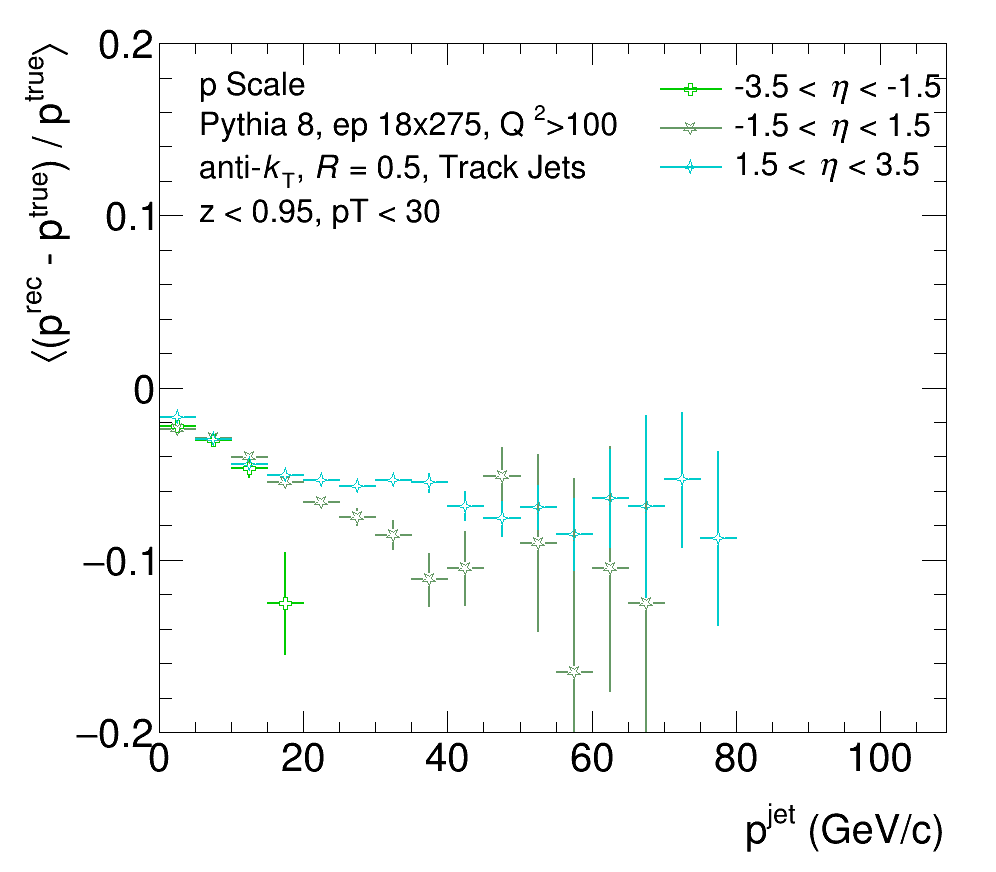 ⟨(p^rec - p^true) / p^true⟩
p Scale
Pythia 8, ep 18x275, Q ^2>100
anti-k_T, R = 0.5, Track Jets
z < 0.95, pT < 30
-3.5 < η < -1.5
-1.5 < η < 1.5
1.5 < η < 3.5
0.2
0.1
0
−0.1
−0.2
0 20 40 60 80 100
p^jet (GeV/c)